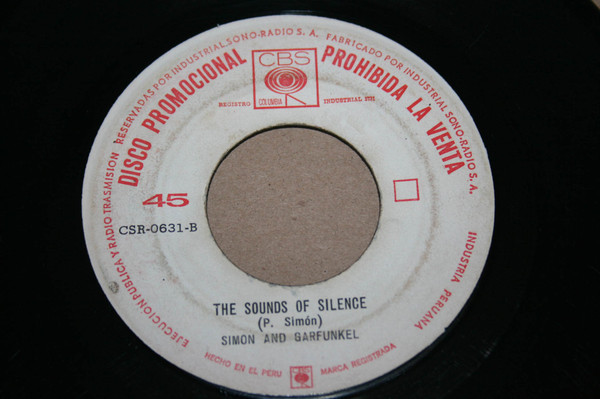 EJECUCION PUBLICA Y RADIO TRASMISION RESERVADAS POR INDUSTRIAL SONO-RADIO S. A. FABRICADO POR INDUSTRIAL SONO-RADIO S. A. INDUSTRIA PERUANA
DISCO PROMOCIONAL
CBS
COLUMBIA
PROHIBIDA LA VENTA
REGISTRO INDUSTRIAL
45
CSR-0631-B
THE SOUNDS OF SILENCE
(P. Simón)
SIMON AND GARFUNKEL
HECHO EN EL PERU
CBS
MARCA REGISTRADA